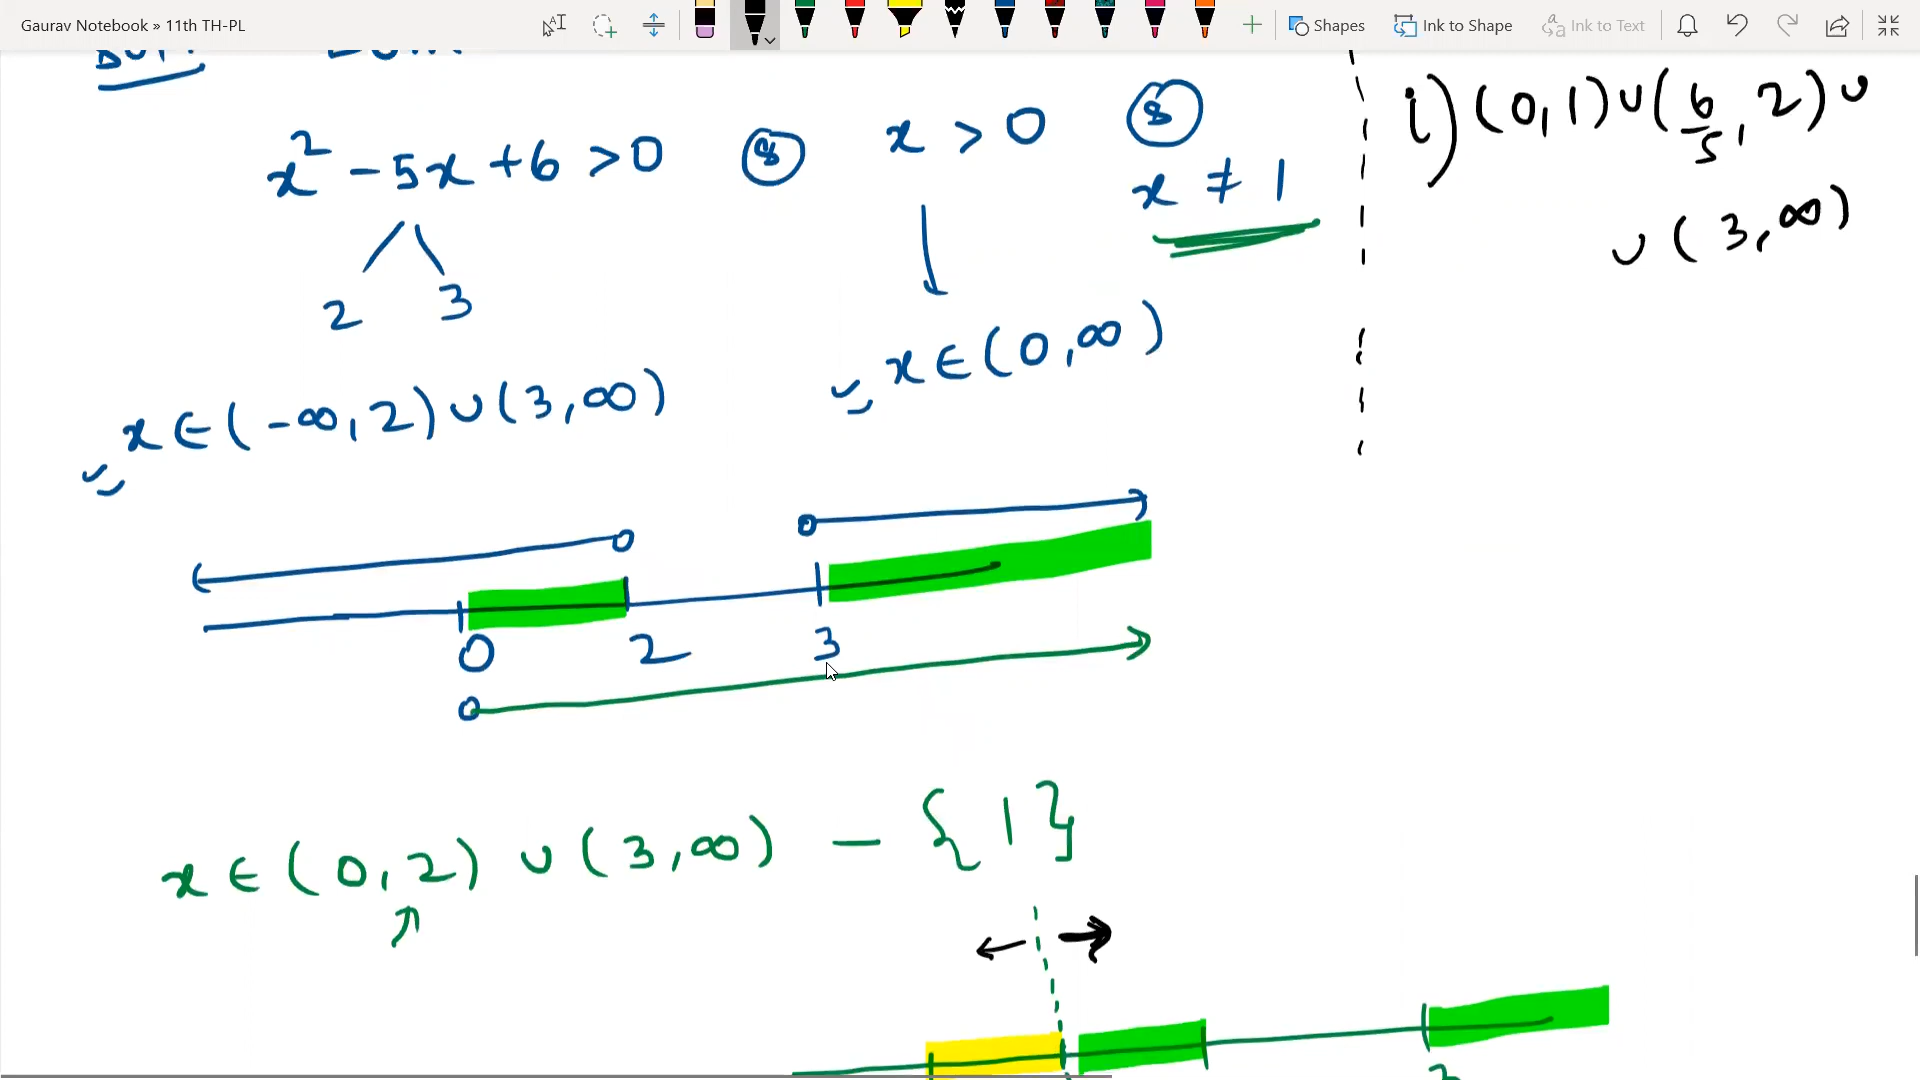 Gaurav Notebook » 11th TH-PL
Shapes
Ink to Shape
Ink to Text
x² - 5x + 6 > 0 & x > 0 & x ≠ 1
2 3
x ∈ (-∞, 2) ∪ (3, ∞)
x ∈ (0, ∞)
0 2 3
x ∈ (0, 2) ∪ (3, ∞) - {1}
i) (0, 1) ∪ (6/5, 2) ∪
∪ (3, ∞)